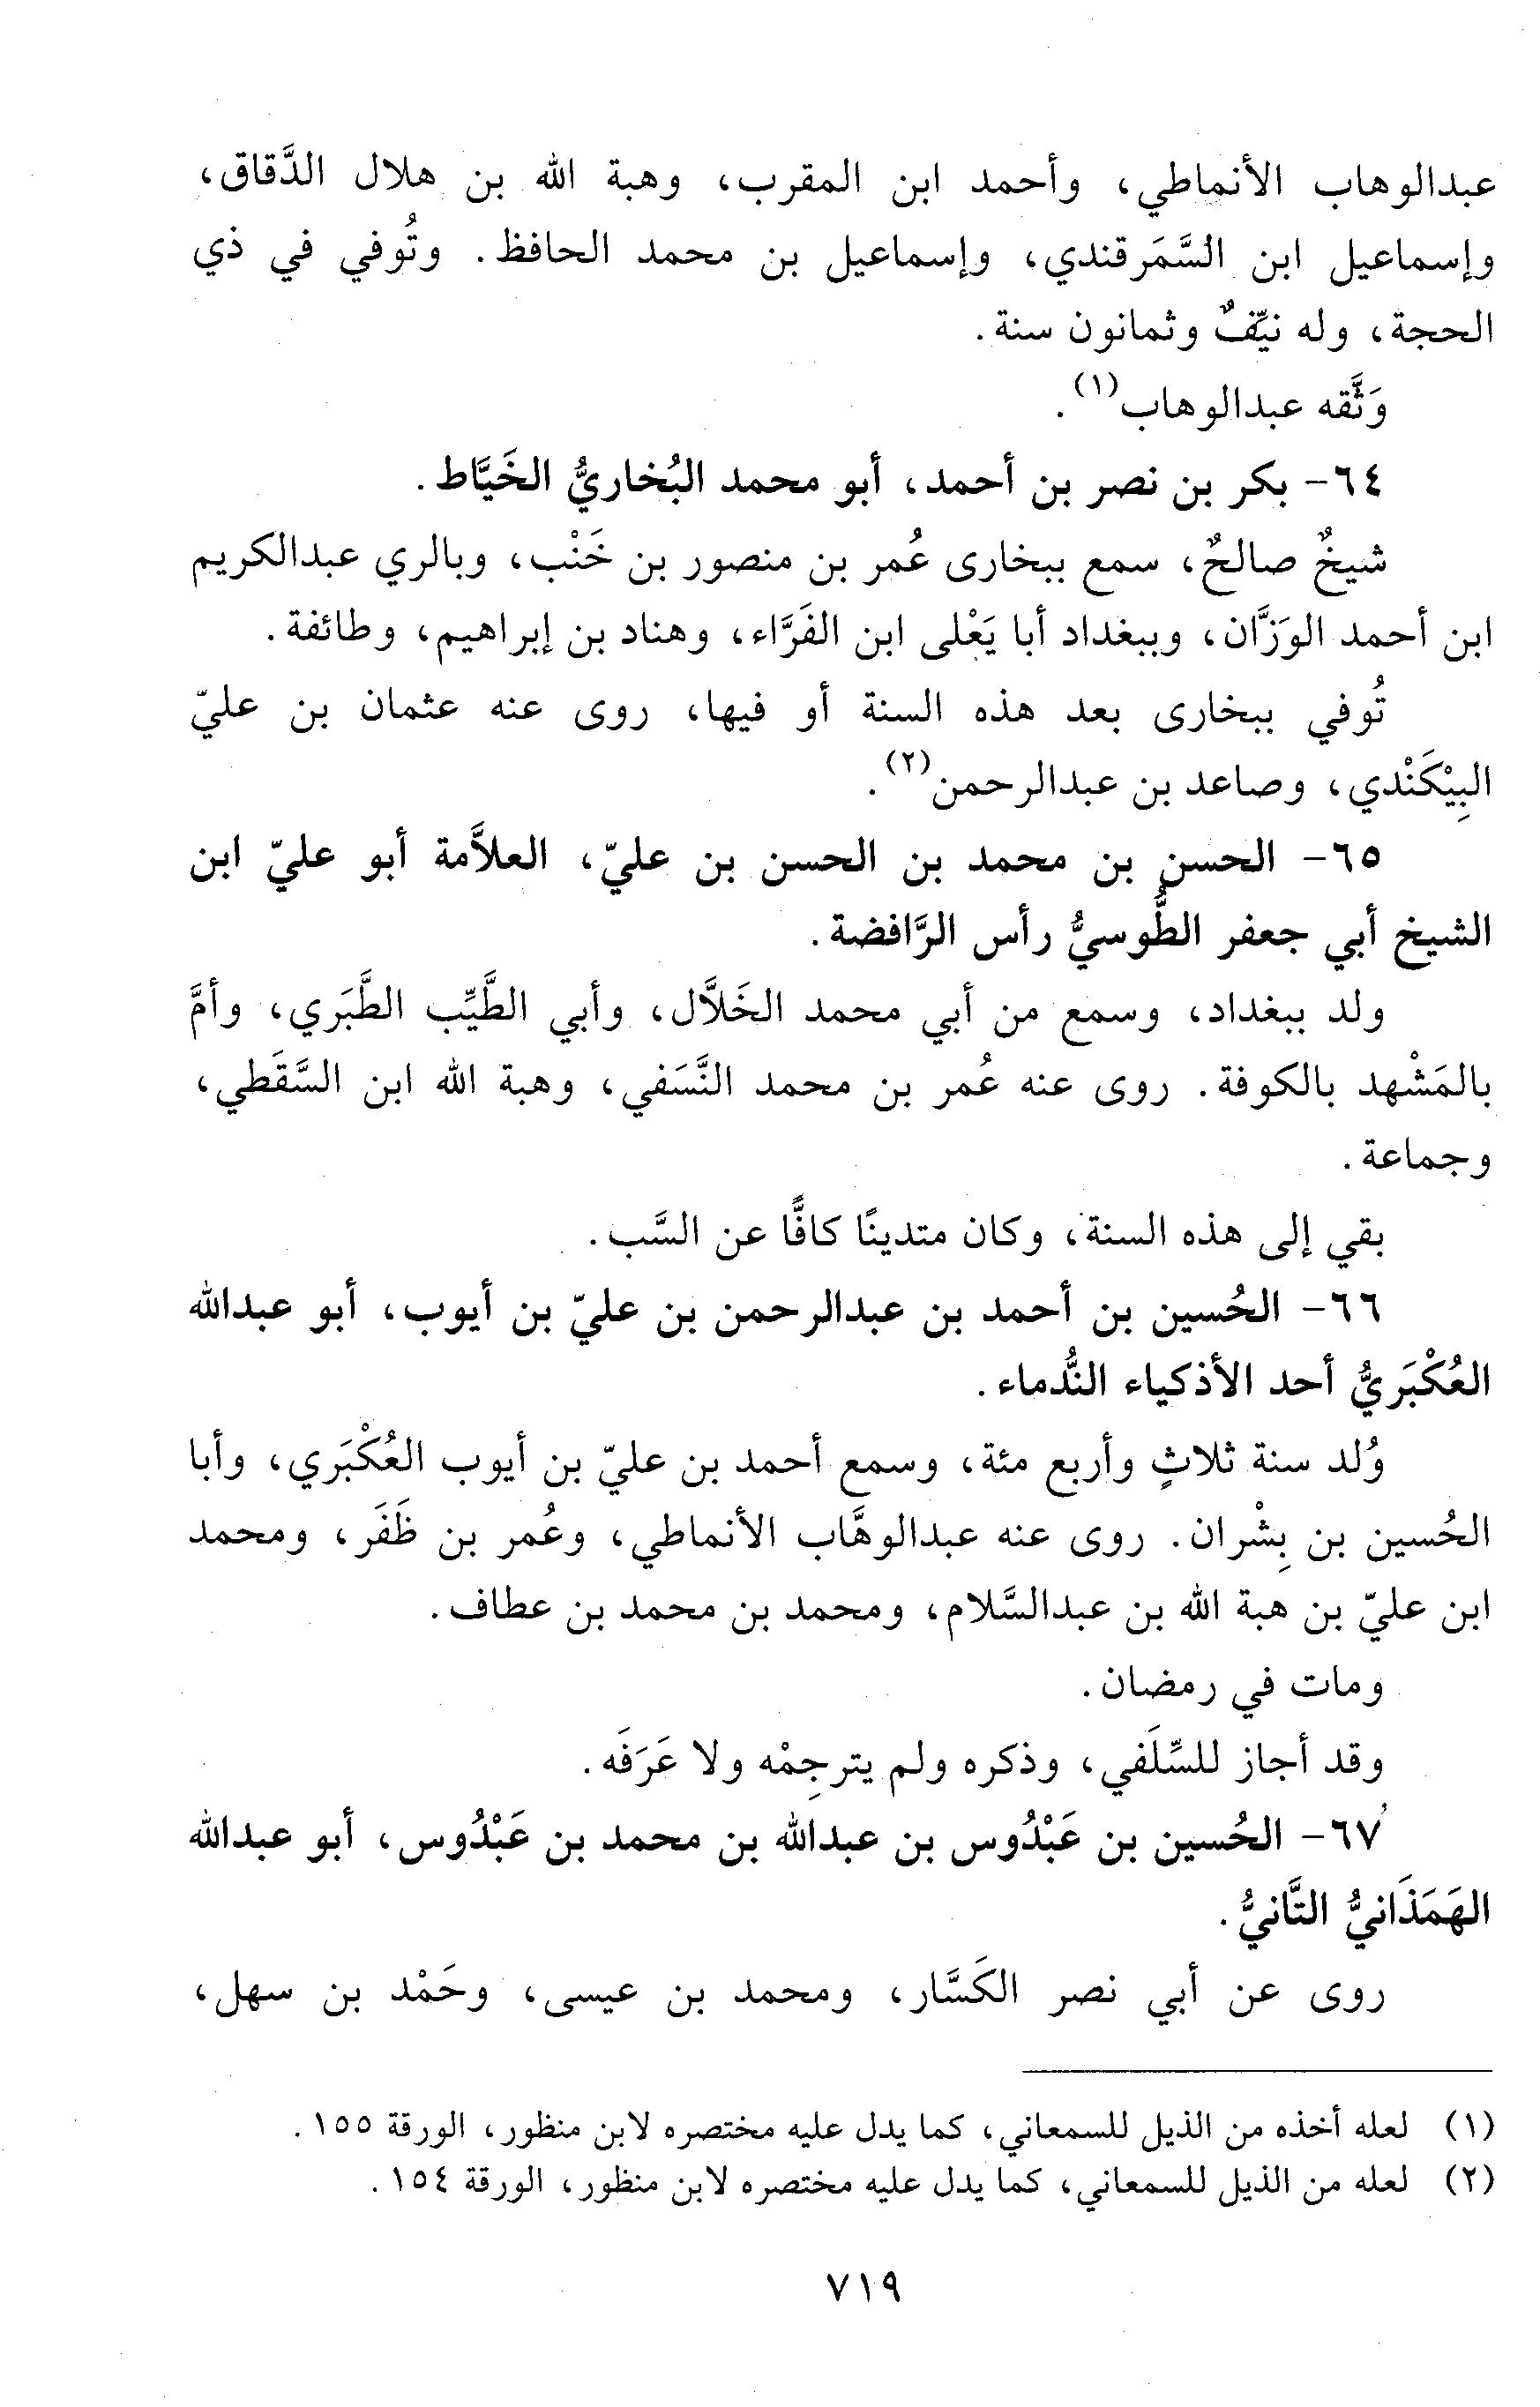 عبدالوهاب الأنماطي، وأحمد ابن المقرب، وهبة الله بن هلال الدَّقاق،
وإسماعيل ابن السَّمَرقندي، وإسماعيل بن محمد الحافظ. وتُوفي في ذي
الحجة، وله نيّفٌ وثمانون سنة.
وَثَّقه عبدالوهاب(١).
٦٤- بكر بن نصر بن أحمد، أبو محمد البُخاريُّ الخَيَّاط.
شيخٌ صالحٌ، سمع ببخارى عُمر بن منصور بن خَنْب، وبالري عبدالكريم
ابن أحمد الوَزَّان، وببغداد أبا يَعْلى ابن الفَرَّاء، وهناد بن إبراهيم، وطائفة.
تُوفي ببخارى بعد هذه السنة أو فيها، روى عنه عثمان بن عليّ
البِيْكَنْدي، وصاعد بن عبدالرحمن(٢).
٦٥- الحسن بن محمد بن الحسن بن عليّ، العلاَّمة أبو عليّ ابن
الشيخ أبي جعفر الطُّوسيُّ رأس الرَّافضة.
ولد ببغداد، وسمع من أبي محمد الخَلاَّل، وأبي الطَّيِّب الطَّبَري، وأمَّ
بالمَشْهد بالكوفة. روى عنه عُمر بن محمد النَّسَفي، وهبة الله ابن السَّقَطي،
وجماعة.
بقي إلى هذه السنة، وكان متدينًا كافًّا عن السَّب.
٦٦- الحُسين بن أحمد بن عبدالرحمن بن عليّ بن أيوب، أبو عبدالله
العُكْبَريُّ أحد الأذكياء النُّدماء.
وُلد سنة ثلاثٍ وأربع مئة، وسمع أحمد بن عليّ بن أيوب العُكْبَري، وأبا
الحُسين بن بِشْران. روى عنه عبدالوهَّاب الأنماطي، وعُمر بن ظَفَر، ومحمد
ابن عليّ بن هبة الله بن عبدالسَّلام، ومحمد بن محمد بن عطاف.
ومات في رمضان.
وقد أجاز للسِّلَفي، وذكره ولم يترجِمْه ولا عَرَفَه.
٦٧- الحُسين بن عَبْدُوس بن عبدالله بن محمد بن عَبْدُوس، أبو عبدالله
الهَمَذَانيُّ التَّانيُّ.
روى عن أبي نصر الكَسَّار، ومحمد بن عيسى، وحَمْد بن سهل،
(١) لعله أخذه من الذيل للسمعاني، كما يدل عليه مختصره لابن منظور، الورقة ١٥٥.
(٢) لعله من الذيل للسمعاني، كما يدل عليه مختصره لابن منظور، الورقة ١٥٤.
٧١٩